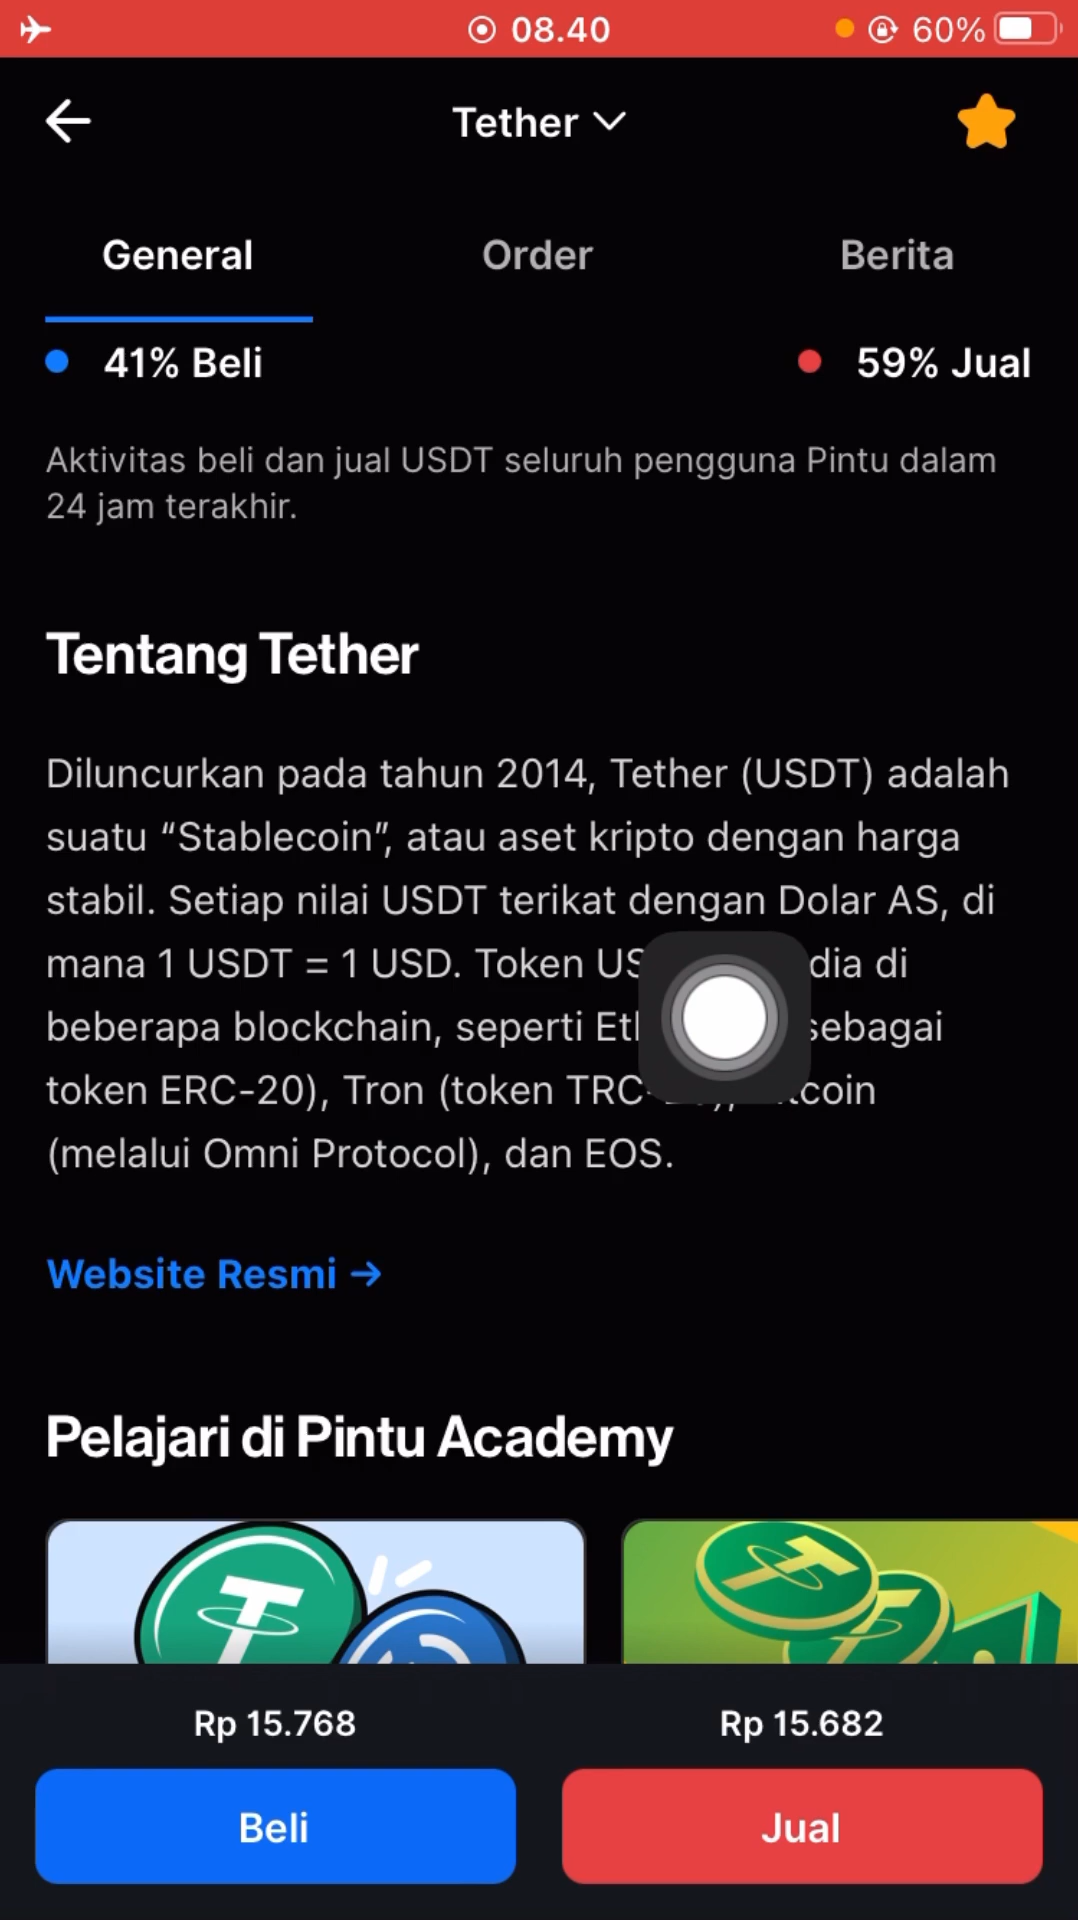 08.40
60%
Tether
General
Order
Berita
41% Beli
59% Jual
Aktivitas beli dan jual USDT seluruh pengguna Pintu dalam
24 jam terakhir.
Tentang Tether
Diluncurkan pada tahun 2014, Tether (USDT) adalah
suatu “Stablecoin”, atau aset kripto dengan harga
stabil. Setiap nilai USDT terikat dengan Dolar AS, di
mana 1 USDT = 1 USD. Token di
beberapa blockchain, seperti sebagai
token ERC-20), Tron (token
(melalui Omni Protocol), dan EOS.
Website Resmi →
Pelajari di Pintu Academy
Rp 15.768
Rp 15.682
Beli
Jual